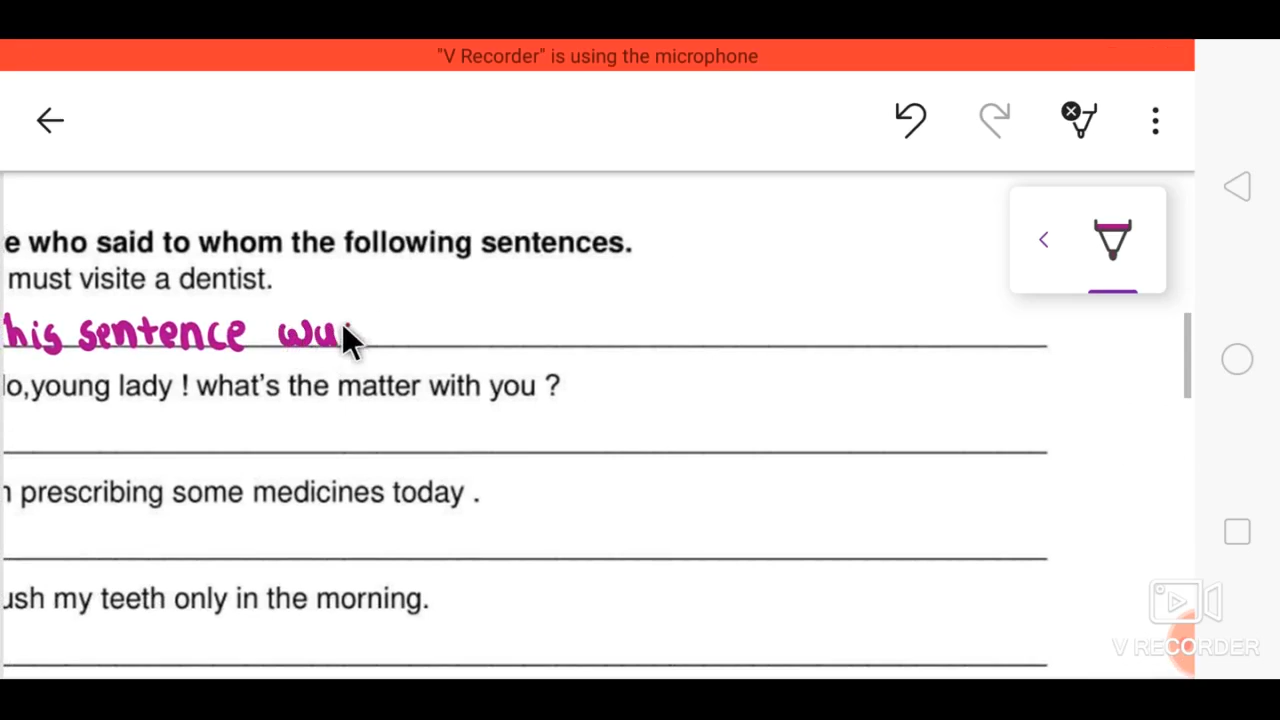 "V Recorder" is using the microphone
e who said to whom the following sentences.
must visite a dentist.
his sentence
lo,young lady ! what's the matter with you ?
prescribing some medicines today .
ush my teeth only in the morning.
V RECORDER